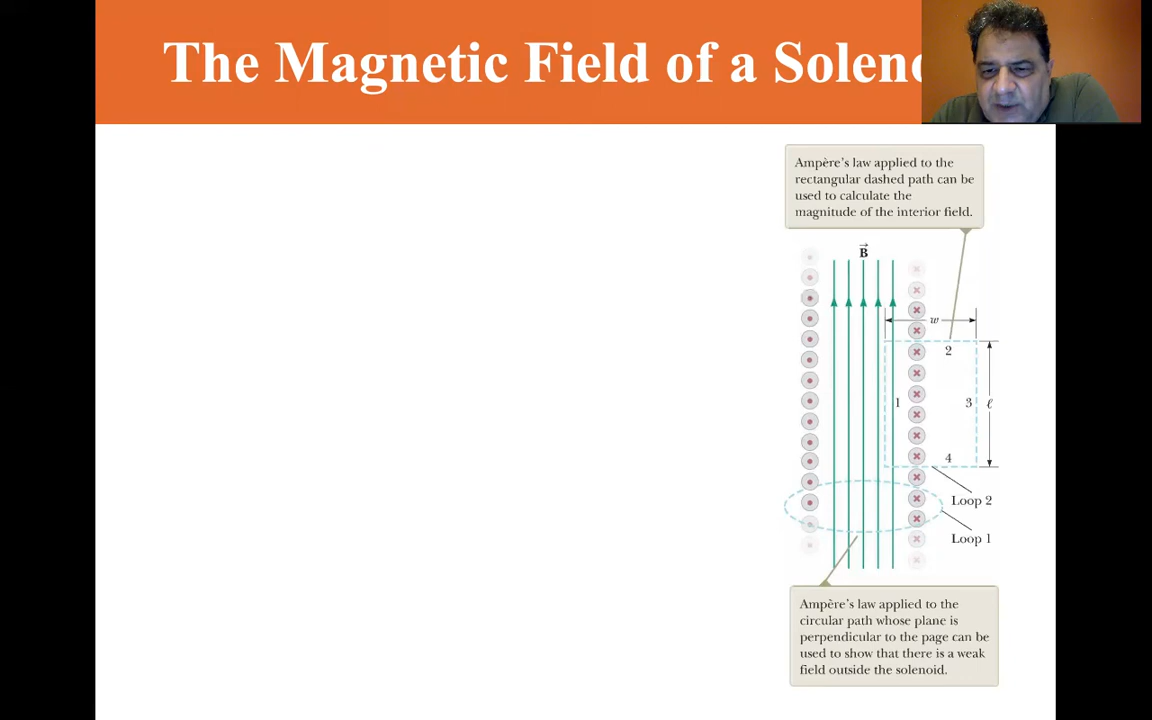 The Magnetic Field of a Soleno
Ampère's law applied to the
rectangular dashed path can be
used to calculate the
magnitude of the interior field.
B
w
2
1
3
ℓ
4
Loop 2
Loop 1
Ampère's law applied to the
circular path whose plane is
perpendicular to the page can be
used to show that there is a weak
field outside the solenoid.